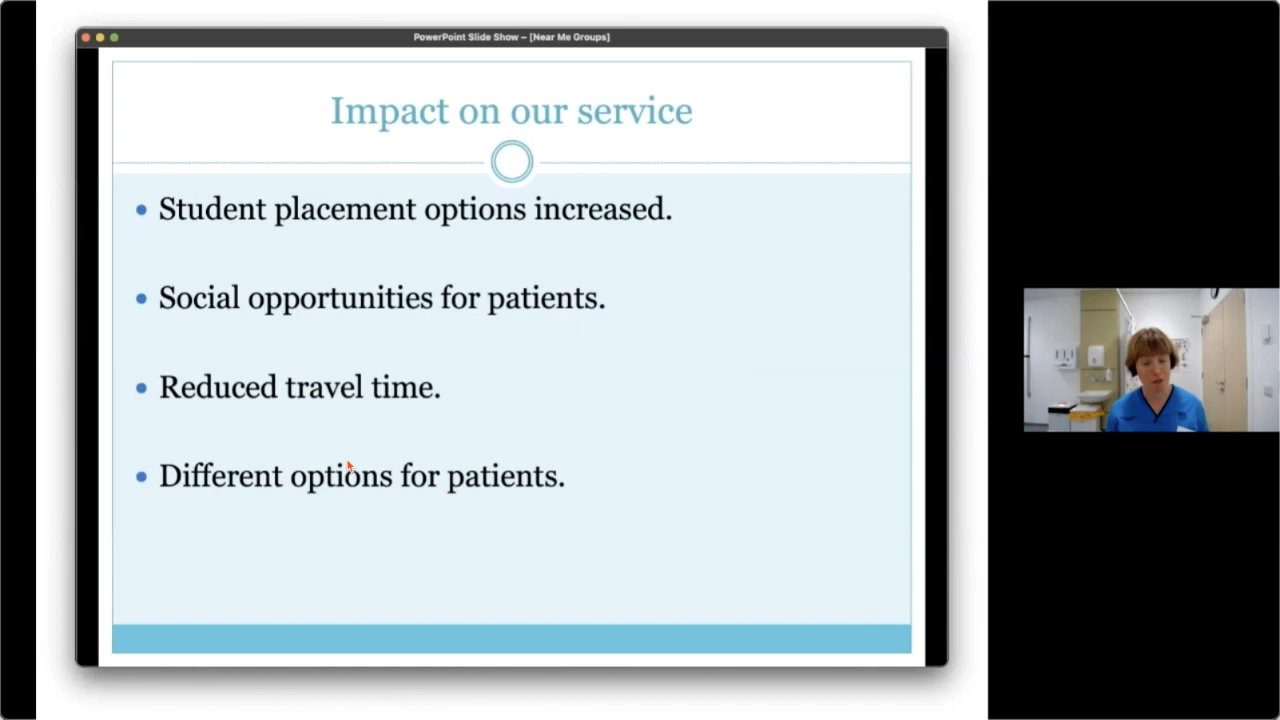 PowerPoint Slide Show – [Near Me Groups]
Impact on our service
• Student placement options increased.
• Social opportunities for patients.
• Reduced travel time.
• Different options for patients.